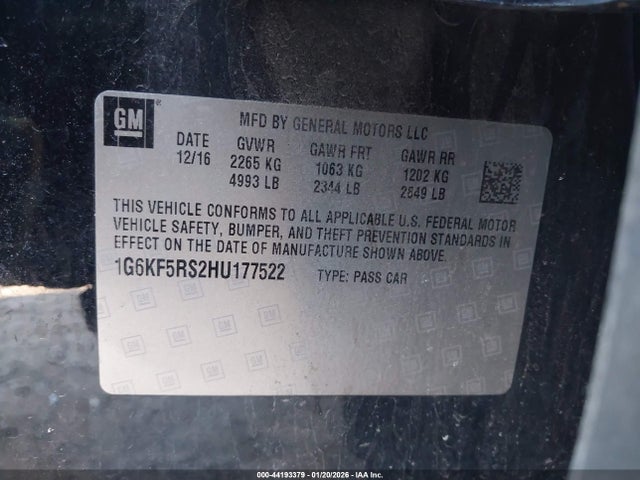 GM
®
MFD BY GENERAL MOTORS LLC
DATE GVWR GAWR FRT GAWR RR
12/16 2265 KG 1063 KG 1202 KG
4993 LB 2344 LB 2649 LB
THIS VEHICLE CONFORMS TO ALL APPLICABLE U.S. FEDERAL MOTOR
VEHICLE SAFETY, BUMPER, AND THEFT PREVENTION STANDARDS IN
EFFECT ON THE DATE OF MANUFACTURE SHOWN ABOVE.
1G6KF5RS2HU177522 TYPE: PASS CAR
000-44193379 - 01/20/2026 - IAA Inc.